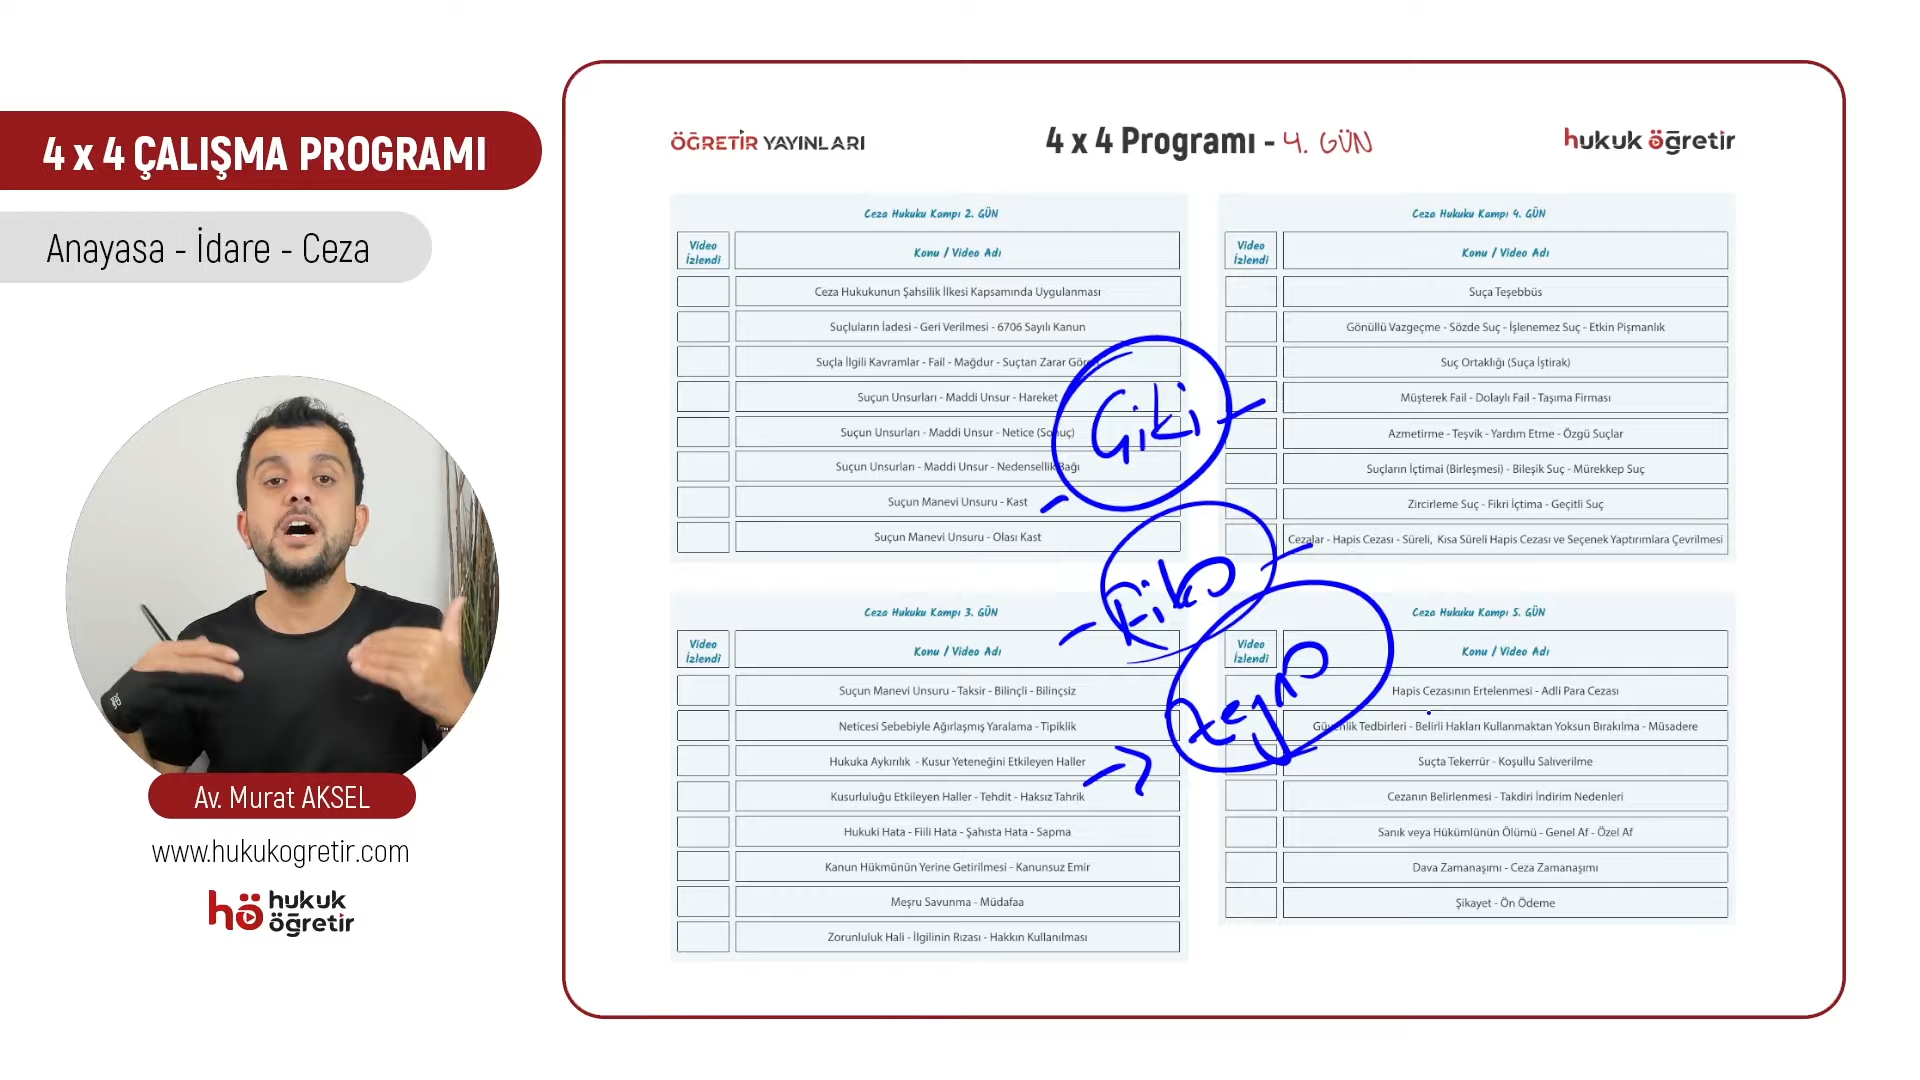 4 x 4 ÇALIŞMA PROGRAMI
Anayasa - İdare - Ceza
Av. Murat AKSEL
www.hukukogretir.com
hö hukuk
öğretir
ÖĞRETİR YAYINLARI
4 x 4 Programı - 4. GÜN
hukuk öğretir
Ceza Hukuku Kampı 2. GÜN
Video
İzlendi
Konu / Video Adı
Ceza Hukukunun Şahsilik İlkesi Kapsamında Uygulanması
Suçluların İadesi - Geri Verilmesi - 6706 Sayılı Kanun
Suçla İlgili Kavramlar - Fail - Mağdur - Suçtan Zarar Gören
Suçun Unsurları - Maddi Unsur - Hareket
Suçun Unsurları - Maddi Unsur - Netice (Sonuç)
Suçun Unsurları - Maddi Unsur - Nedensellik Bağı
Suçun Manevi Unsuru - Kast
Suçun Manevi Unsuru - Olası Kast
Ceza Hukuku Kampı 3. GÜN
Video
İzlendi
Konu / Video Adı
Suçun Manevi Unsuru - Taksir - Bilinçli - Bilinçsiz
Neticesi Sebebiyle Ağırlaşmış Yaralama - Tipiklik
Hukuka Aykırılık - Kusur Yeteneğini Etkileyen Haller
Kusurluluğu Etkileyen Haller - Tehdit - Haksız Tahrik
Hukuki Hata - Fiili Hata - Şahısta Hata - Sapma
Kanun Hükmünün Yerine Getirilmesi - Kanunsuz Emir
Meşru Savunma - Müdafaa
Zorunluluk Hali - İlgilinin Rızası - Hakkın Kullanılması
Ceza Hukuku Kampı 4. GÜN
Video
İzlendi
Konu / Video Adı
Suça Teşebbüs
Gönüllü Vazgeçme - Sözde Suç - İşlenemez Suç - Etkin Pişmanlık
Suç Ortaklığı (Suça İştirak)
Müşterek Fail - Dolaylı Fail - Taşıma Firması
Azmetirme - Teşvik - Yardım Etme - Özgü Suçlar
Suçların İçtimai (Birleşmesi) - Bileşik Suç - Mürekkep Suç
Zircirleme Suç - Fikri İçtima - Geçitli Suç
Cezalar - Hapis Cezası - Süreli, Kısa Süreli Hapis Cezası ve Seçenek Yaptırımlara Çevrilmesi
Ceza Hukuku Kampı 5. GÜN
Video
İzlendi
Konu / Video Adı
Hapis Cezasının Ertelenmesi - Adli Para Cezası
Güvenlik Tedbirleri - Belirli Hakları Kullanmaktan Yoksun Bırakılma - Müsadere
Suçta Tekerrür - Koşullu Salıverilme
Cezanın Belirlenmesi - Takdiri İndirim Nedenleri
Sanık veya Hükümlünün Ölümü - Genel Af - Özel Af
Dava Zamanaşımı - Ceza Zamanaşımı
Şikayet - Ön Ödeme
Giki
Fiko
Zeyno